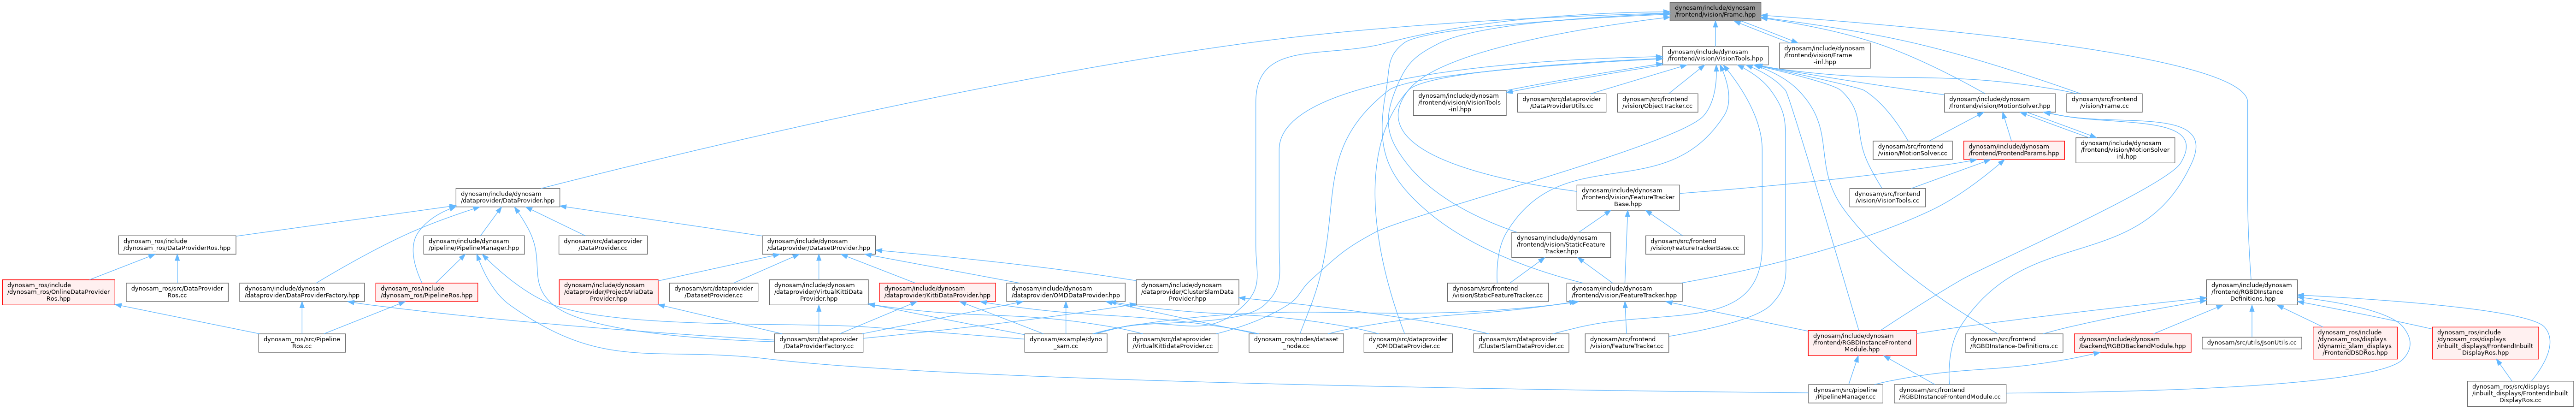 dynosam/include/dynosam
/frontend/vision/Frame.hpp
dynosam/include/dynosam
/frontend/vision/VisionTools.hpp
dynosam/include/dynosam
/frontend/vision/Frame
-inl.hpp
dynosam/include/dynosam
/frontend/vision/VisionTools
-inl.hpp
dynosam/src/dataprovider
/DataProviderUtils.cc
dynosam/src/frontend
/vision/ObjectTracker.cc
dynosam/include/dynosam
/frontend/vision/MotionSolver.hpp
dynosam/src/frontend
/vision/Frame.cc
dynosam/src/frontend
/vision/MotionSolver.cc
dynosam/include/dynosam
/frontend/FrontendParams.hpp
dynosam/include/dynosam
/frontend/vision/MotionSolver
-inl.hpp
dynosam/include/dynosam
/dataprovider/DataProvider.hpp
dynosam/include/dynosam
/frontend/vision/FeatureTracker
Base.hpp
dynosam/src/frontend
/vision/VisionTools.cc
dynosam_ros/include
/dynosam_ros/DataProviderRos.hpp
dynosam/include/dynosam
/pipeline/PipelineManager.hpp
dynosam/src/dataprovider
/DataProvider.cc
dynosam/include/dynosam
/dataprovider/DatasetProvider.hpp
dynosam/include/dynosam
/frontend/vision/StaticFeature
Tracker.hpp
dynosam/src/frontend
/vision/FeatureTrackerBase.cc
dynosam_ros/include
/dynosam_ros/OnlineDataProvider
Ros.hpp
dynosam_ros/src/DataProvider
Ros.cc
dynosam/include/dynosam
/dataprovider/DataProviderFactory.hpp
dynosam_ros/include
/dynosam_ros/PipelineRos.hpp
dynosam/include/dynosam
/dataprovider/ProjectAriaData
Provider.hpp
dynosam/src/dataprovider
/DatasetProvider.cc
dynosam/include/dynosam
/dataprovider/VirtualKittiData
Provider.hpp
dynosam/include/dynosam
/dataprovider/KittiDataProvider.hpp
dynosam/include/dynosam
/dataprovider/OMDDataProvider.hpp
dynosam/include/dynosam
/dataprovider/ClusterSlamData
Provider.hpp
dynosam/src/frontend
/vision/StaticFeatureTracker.cc
dynosam/include/dynosam
/frontend/vision/FeatureTracker.hpp
dynosam/include/dynosam
/frontend/RGBDInstance
-Definitions.hpp
dynosam_ros/src/Pipeline
Ros.cc
dynosam/src/dataprovider
/DataProviderFactory.cc
dynosam/example/dyno
_sam.cc
dynosam/src/dataprovider
/VirtualKittidataProvider.cc
dynosam_ros/nodes/dataset
_node.cc
dynosam/src/dataprovider
/OMDDataProvider.cc
dynosam/src/dataprovider
/ClusterSlamDataProvider.cc
dynosam/src/frontend
/vision/FeatureTracker.cc
dynosam/include/dynosam
/frontend/RGBDInstanceFrontend
Module.hpp
dynosam/src/frontend
/RGBDInstance-Definitions.cc
dynosam/include/dynosam
/backend/RGBDBackendModule.hpp
dynosam/src/utils/JsonUtils.cc
dynosam_ros/include
/dynosam_ros/displays
/dynamic_slam_displays
/FrontendDSDRos.hpp
dynosam_ros/include
/dynosam_ros/displays
/inbuilt_displays/FrontendInbuilt
DisplayRos.hpp
dynosam/src/pipeline
/PipelineManager.cc
dynosam/src/frontend
/RGBDInstanceFrontendModule.cc
dynosam_ros/src/displays
/inbuilt_displays/FrontendInbuilt
DisplayRos.cc